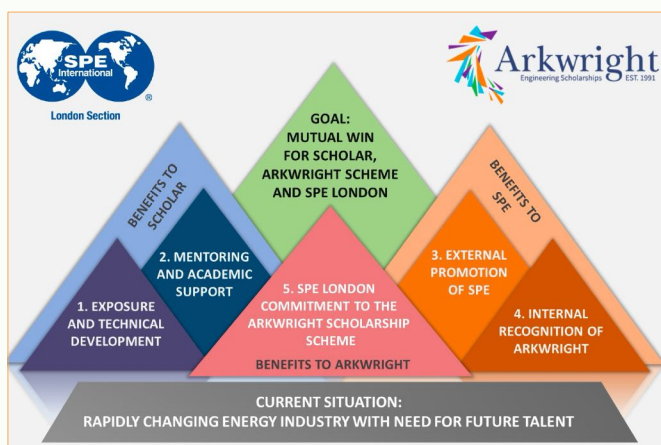 SPE
International
®
London Section
Arkwright
Engineering Scholarships EST. 1991
GOAL:
MUTUAL WIN
FOR SCHOLAR,
ARKWRIGHT SCHEME
AND SPE LONDON
BENEFITS TO
SCHOLAR
BENEFITS TO
SPE
1. EXPOSURE
AND TECHNICAL
DEVELOPMENT
2. MENTORING
AND ACADEMIC
SUPPORT
5. SPE LONDON
COMMITMENT TO THE
ARKWRIGHT SCHOLARSHIP
SCHEME
BENEFITS TO ARKWRIGHT
3. EXTERNAL
PROMOTION
OF SPE
4. INTERNAL
RECOGNITION OF
ARKWRIGHT
CURRENT SITUATION:
RAPIDLY CHANGING ENERGY INDUSTRY WITH NEED FOR FUTURE TALENT